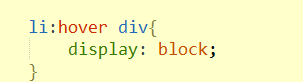 li:hover div{
    display: block;
}